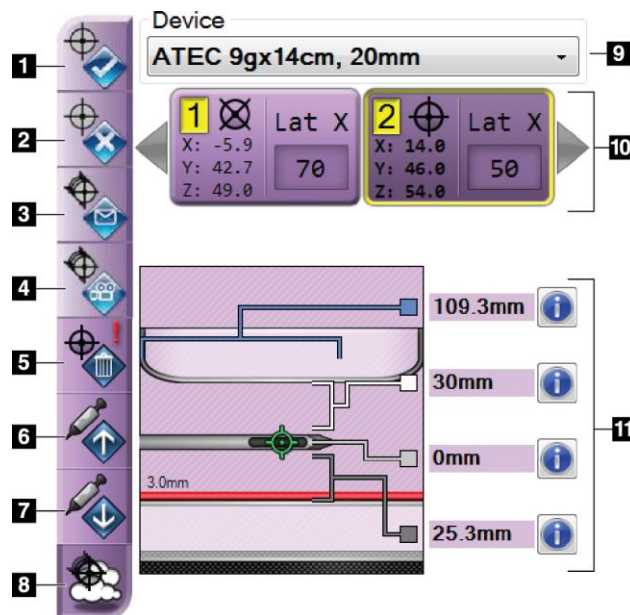 Device
1
ATEC 9gx14cm, 20mm
9
2
1 Lat X
X: -5.9
Y: 42.7
Z: 49.0
70
2 Lat X
X: 14.0
Y: 46.0
Z: 54.0
50
10
3
4
109.3mm
5
!
30mm
6
11
0mm
7
3.0mm
25.3mm
8